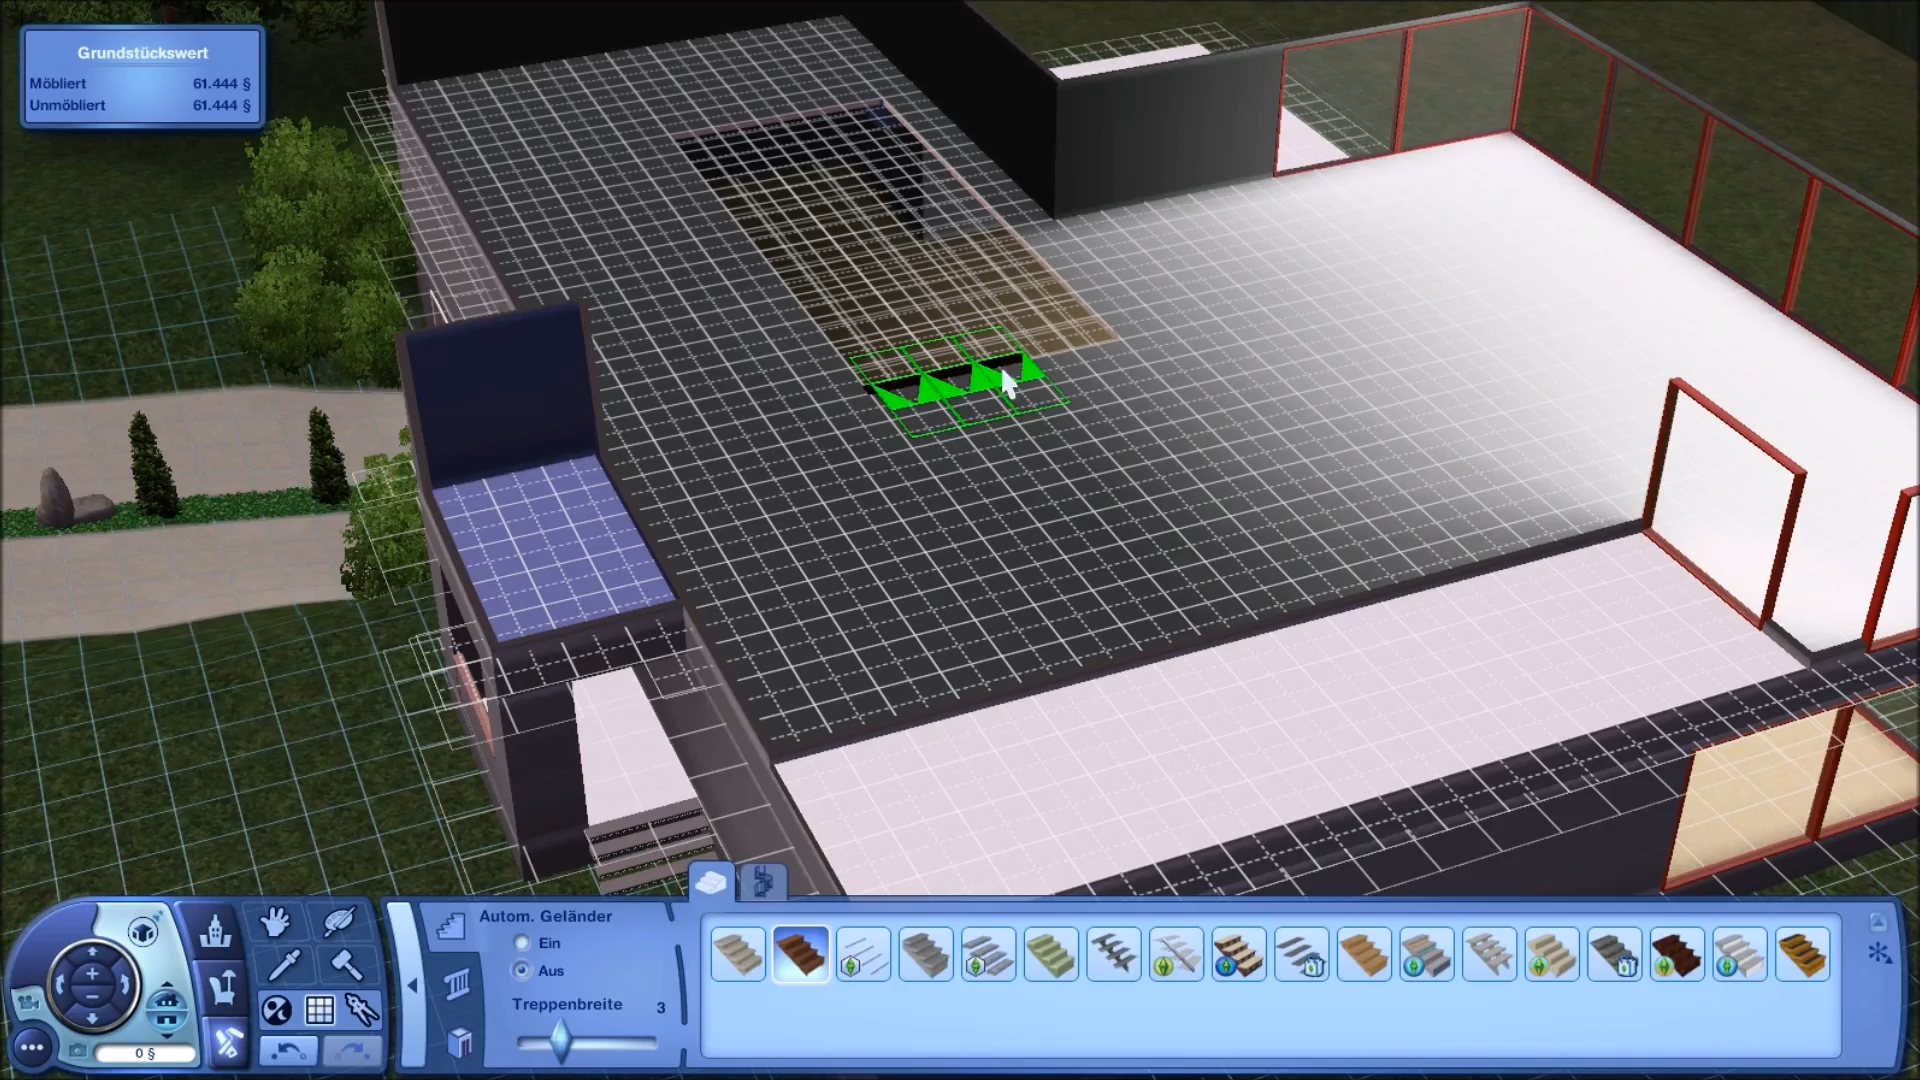 Grundstückswert
Möbliert 61.444 §
Unmöbliert 61.444 §
Autom. Geländer
Ein
Aus
Treppenbreite 3
0 §